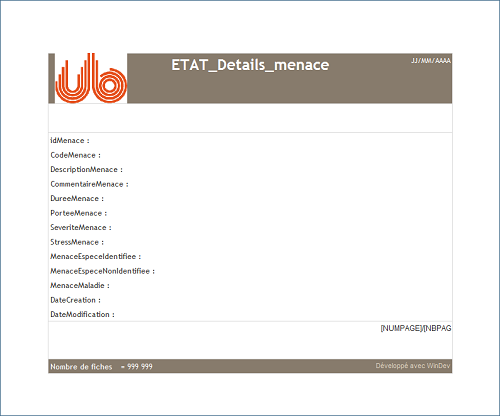 ub
ETAT_Details_menace
JJ/MM/AAAA
idMenace :
CodeMenace :
DescriptionMenace :
CommentaireMenace :
DureeMenace :
PorteeMenace :
SeveriteMenace :
StressMenace :
MenaceEspeceIdentifiee :
MenaceEspeceNonIdentifiee :
MenaceMaladie :
DateCreation :
DateModification :
[NUMPAGE]/[NBPAG
Nombre de fiches = 999 999
Développé avec WinDev